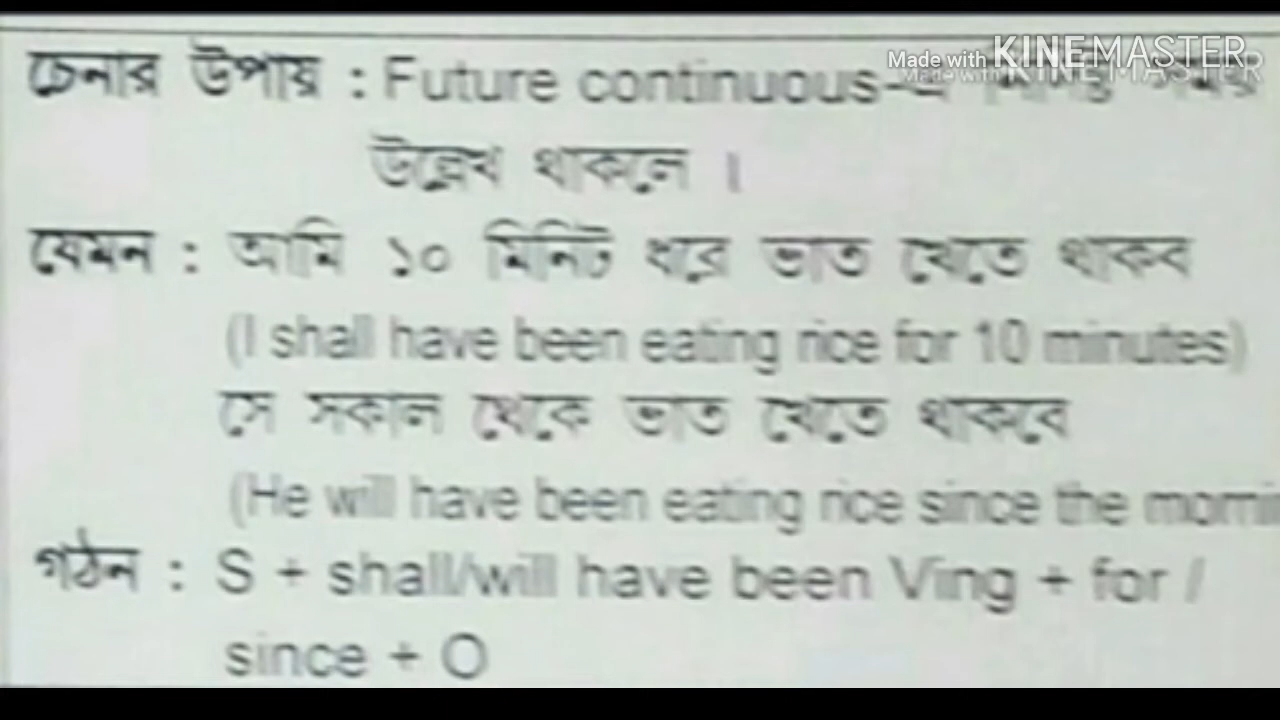 Made with KINEMASTER
চেনার উপায় : Future continuous-এ
উল্লেখ থাকলে ।
যেমন : আমি ১০ মিনিট ধরে ভাত খেতে থাকব
(I shall have been eating rice for 10 minutes)
সে সকাল থেকে ভাত খেতে থাকবে
(He will have been eating rice since the morni
গঠন : S + shall/will have been Ving + for /
since + O